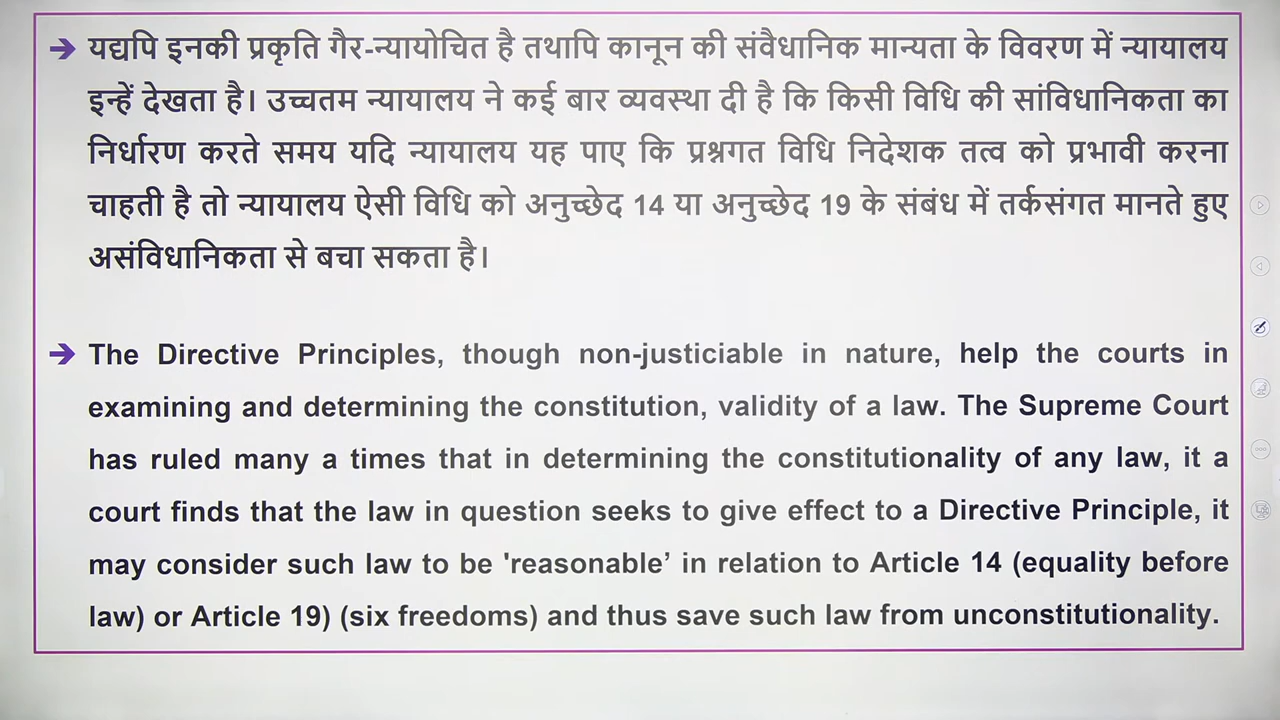 → यद्यपि इनकी प्रकृति गैर-न्यायोचित है तथापि कानून की संवैधानिक मान्यता के विवरण में न्यायालय
इन्हें देखता है। उच्चतम न्यायालय ने कई बार व्यवस्था दी है कि किसी विधि की सांविधानिकता का
निर्धारण करते समय यदि न्यायालय यह पाए कि प्रश्नगत विधि निदेशक तत्व को प्रभावी करना
चाहती है तो न्यायालय ऐसी विधि को अनुच्छेद 14 या अनुच्छेद 19 के संबंध में तर्कसंगत मानते हुए
असंविधानिकता से बचा सकता है।
→ The Directive Principles, though non-justiciable in nature, help the courts in
examining and determining the constitution, validity of a law. The Supreme Court
has ruled many a times that in determining the constitutionality of any law, it a
court finds that the law in question seeks to give effect to a Directive Principle, it
may consider such law to be 'reasonable’ in relation to Article 14 (equality before
law) or Article 19) (six freedoms) and thus save such law from unconstitutionality.